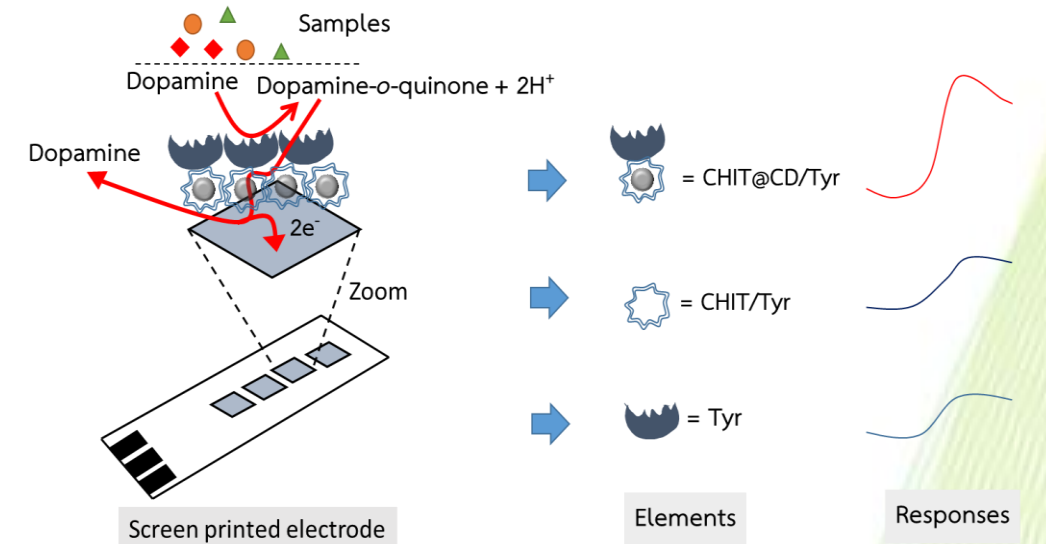 Samples
Dopamine
Dopamine-o-quinone + 2H⁺
Dopamine
2e⁻
Zoom
Screen printed electrode
= CHIT@CD/Tyr
= CHIT/Tyr
= Tyr
Elements
Responses